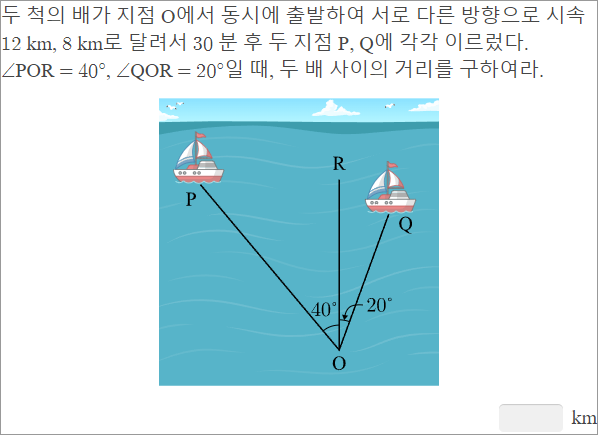 두 척의 배가 지점 O에서 동시에 출발하여 서로 다른 방향으로 시속
12 km, 8 km로 달려서 30 분 후 두 지점 P, Q에 각각 이르렀다.
∠POR = 40°, ∠QOR = 20°일 때, 두 배 사이의 거리를 구하여라.
R
P
Q
40°
20°
O
km